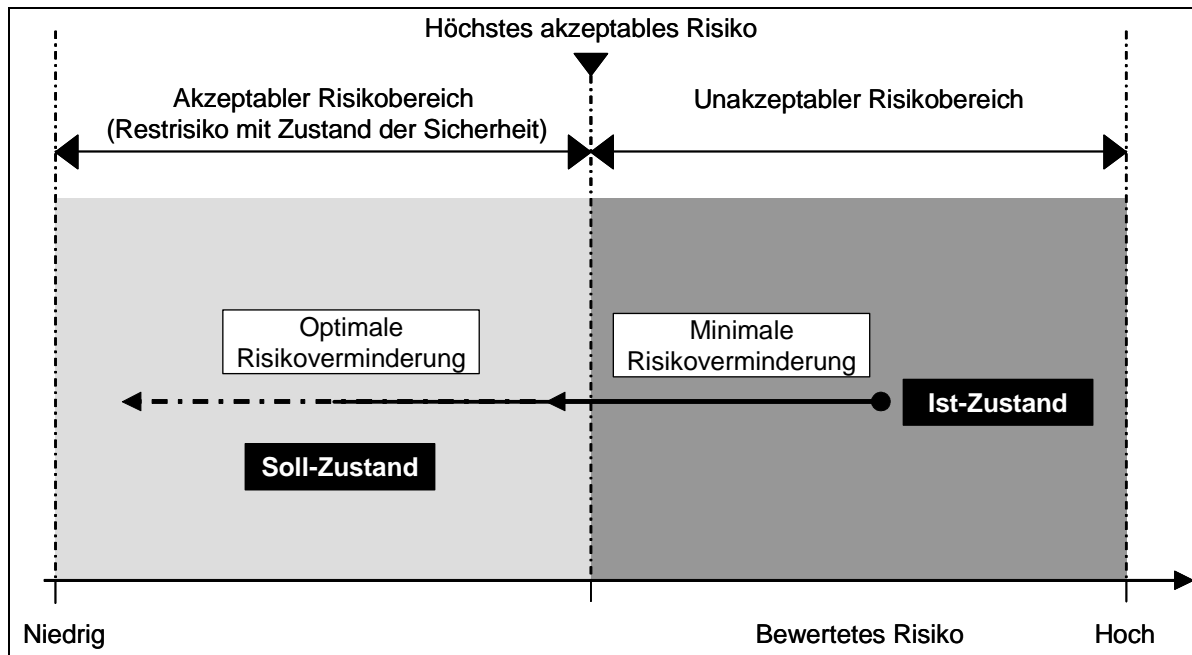 Höchstes akzeptables Risiko
Akzeptabler Risikobereich
(Restrisiko mit Zustand der Sicherheit)
Unakzeptabler Risikobereich
Optimale
Risikoverminderung
Minimale
Risikoverminderung
Ist-Zustand
Soll-Zustand
Niedrig
Bewertetes Risiko
Hoch